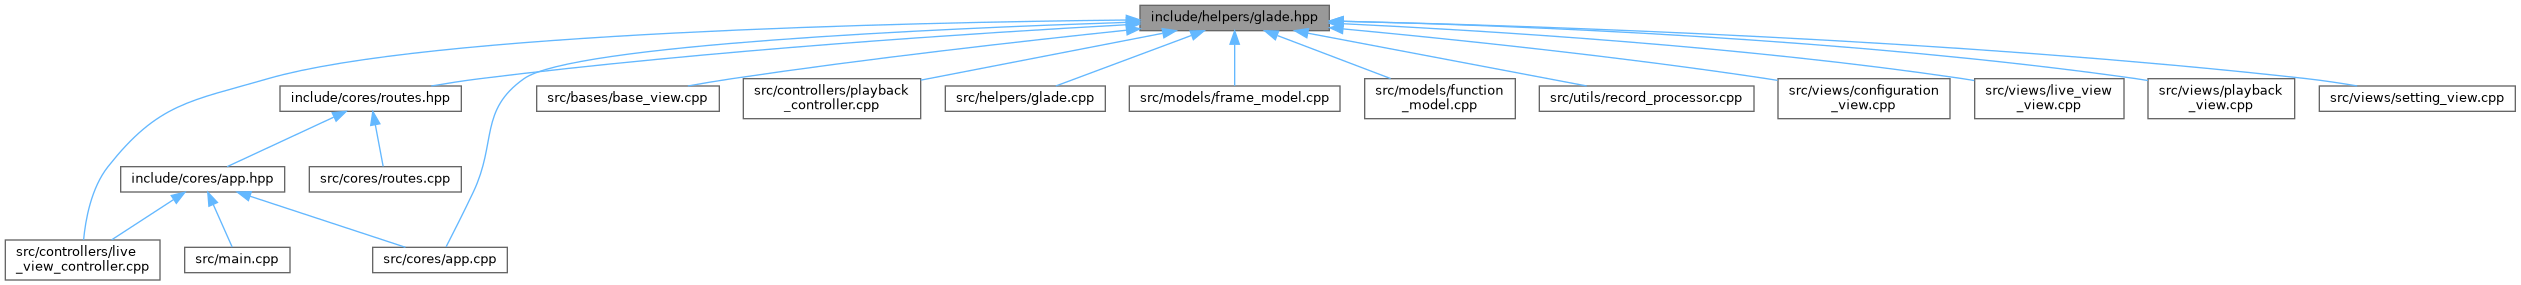 include/helpers/glade.hpp
include/cores/routes.hpp
src/bases/base_view.cpp
src/controllers/playback
_controller.cpp
src/helpers/glade.cpp
src/models/frame_model.cpp
src/models/function
_model.cpp
src/utils/record_processor.cpp
src/views/configuration
_view.cpp
src/views/live_view
_view.cpp
src/views/playback
_view.cpp
src/views/setting_view.cpp
include/cores/app.hpp
src/cores/routes.cpp
src/controllers/live
_view_controller.cpp
src/main.cpp
src/cores/app.cpp